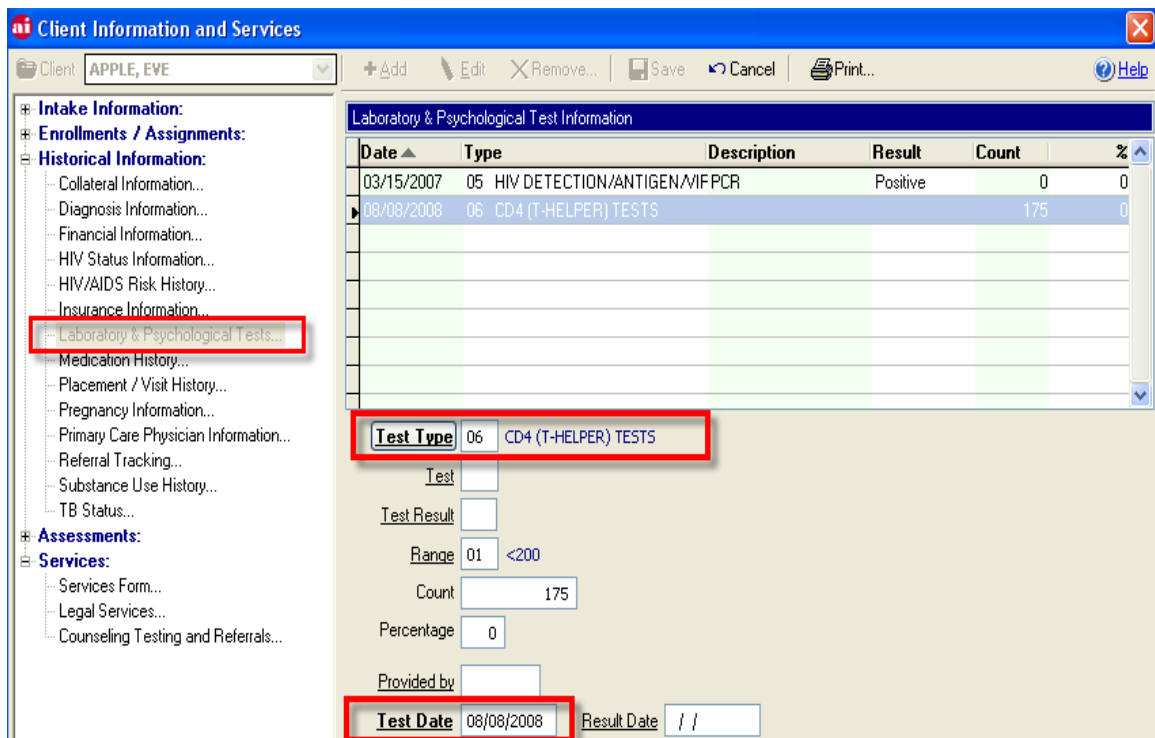 ai Client Information and Services
Client APPLE, EVE Add Edit Remove... Save Cancel Print... Help
Intake Information:
Enrollments / Assignments:
Historical Information:
Collateral Information...
Diagnosis Information...
Financial Information...
HIV Status Information...
HIV/AIDS Risk History...
Insurance Information...
Laboratory & Psychological Tests...
Medication History...
Placement / Visit History...
Pregnancy Information...
Primary Care Physician Information...
Referral Tracking...
Substance Use History...
TB Status...
Assessments:
Services:
Services Form...
Legal Services...
Counseling Testing and Referrals...
Laboratory & Psychological Test Information
Date Type Description Result Count %
03/15/2007 05 HIV DETECTION/ANTIGEN/VIF PCR Positive 0 0
08/08/2008 06 CD4 (T-HELPER) TESTS 175 0
Test Type 06 CD4 (T-HELPER) TESTS
Test
Test Result
Range 01 <200
Count 175
Percentage 0
Provided by
Test Date 08/08/2008 Result Date / /